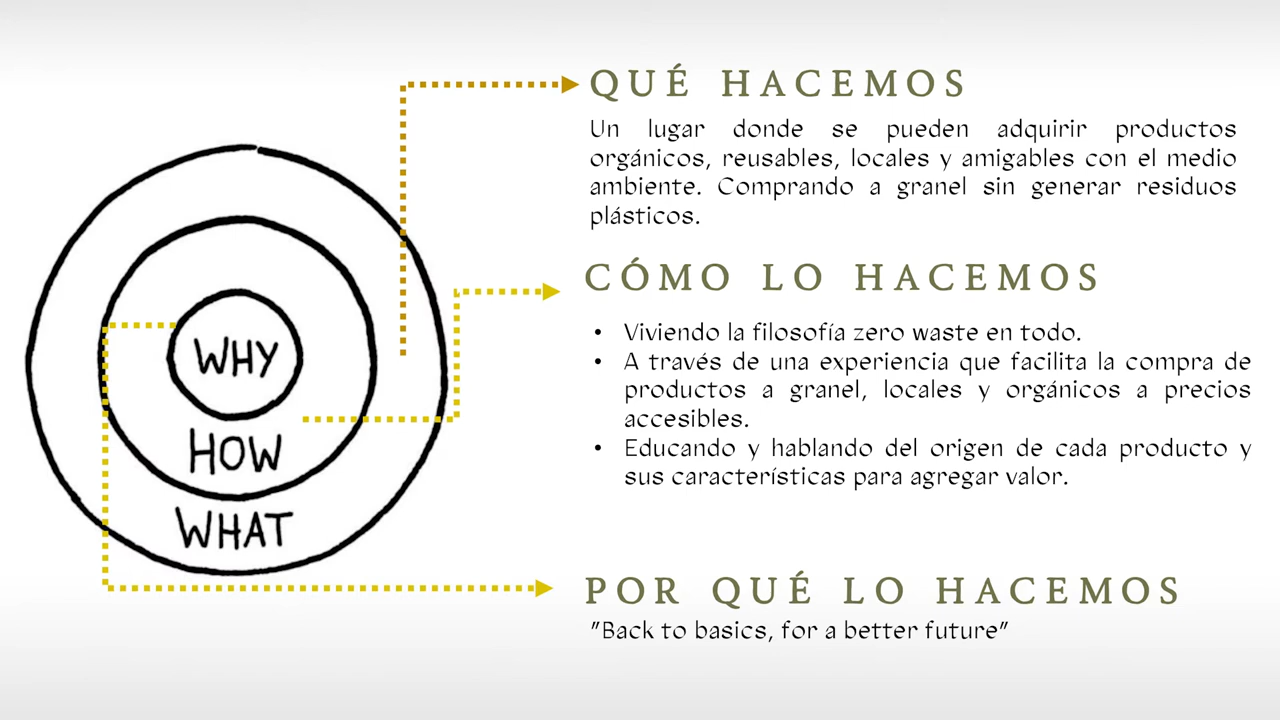 WHY
HOW
WHAT
QUÉ HACEMOS
Un lugar donde se pueden adquirir productos
orgánicos, reusables, locales y amigables con el medio
ambiente. Comprando a granel sin generar residuos
plásticos.
CÓMO LO HACEMOS
• Viviendo la filosofía zero waste en todo.
• A través de una experiencia que facilita la compra de
productos a granel, locales y orgánicos a precios
accesibles.
• Educando y hablando del origen de cada producto y
sus características para agregar valor.
POR QUÉ LO HACEMOS
"Back to basics, for a better future"